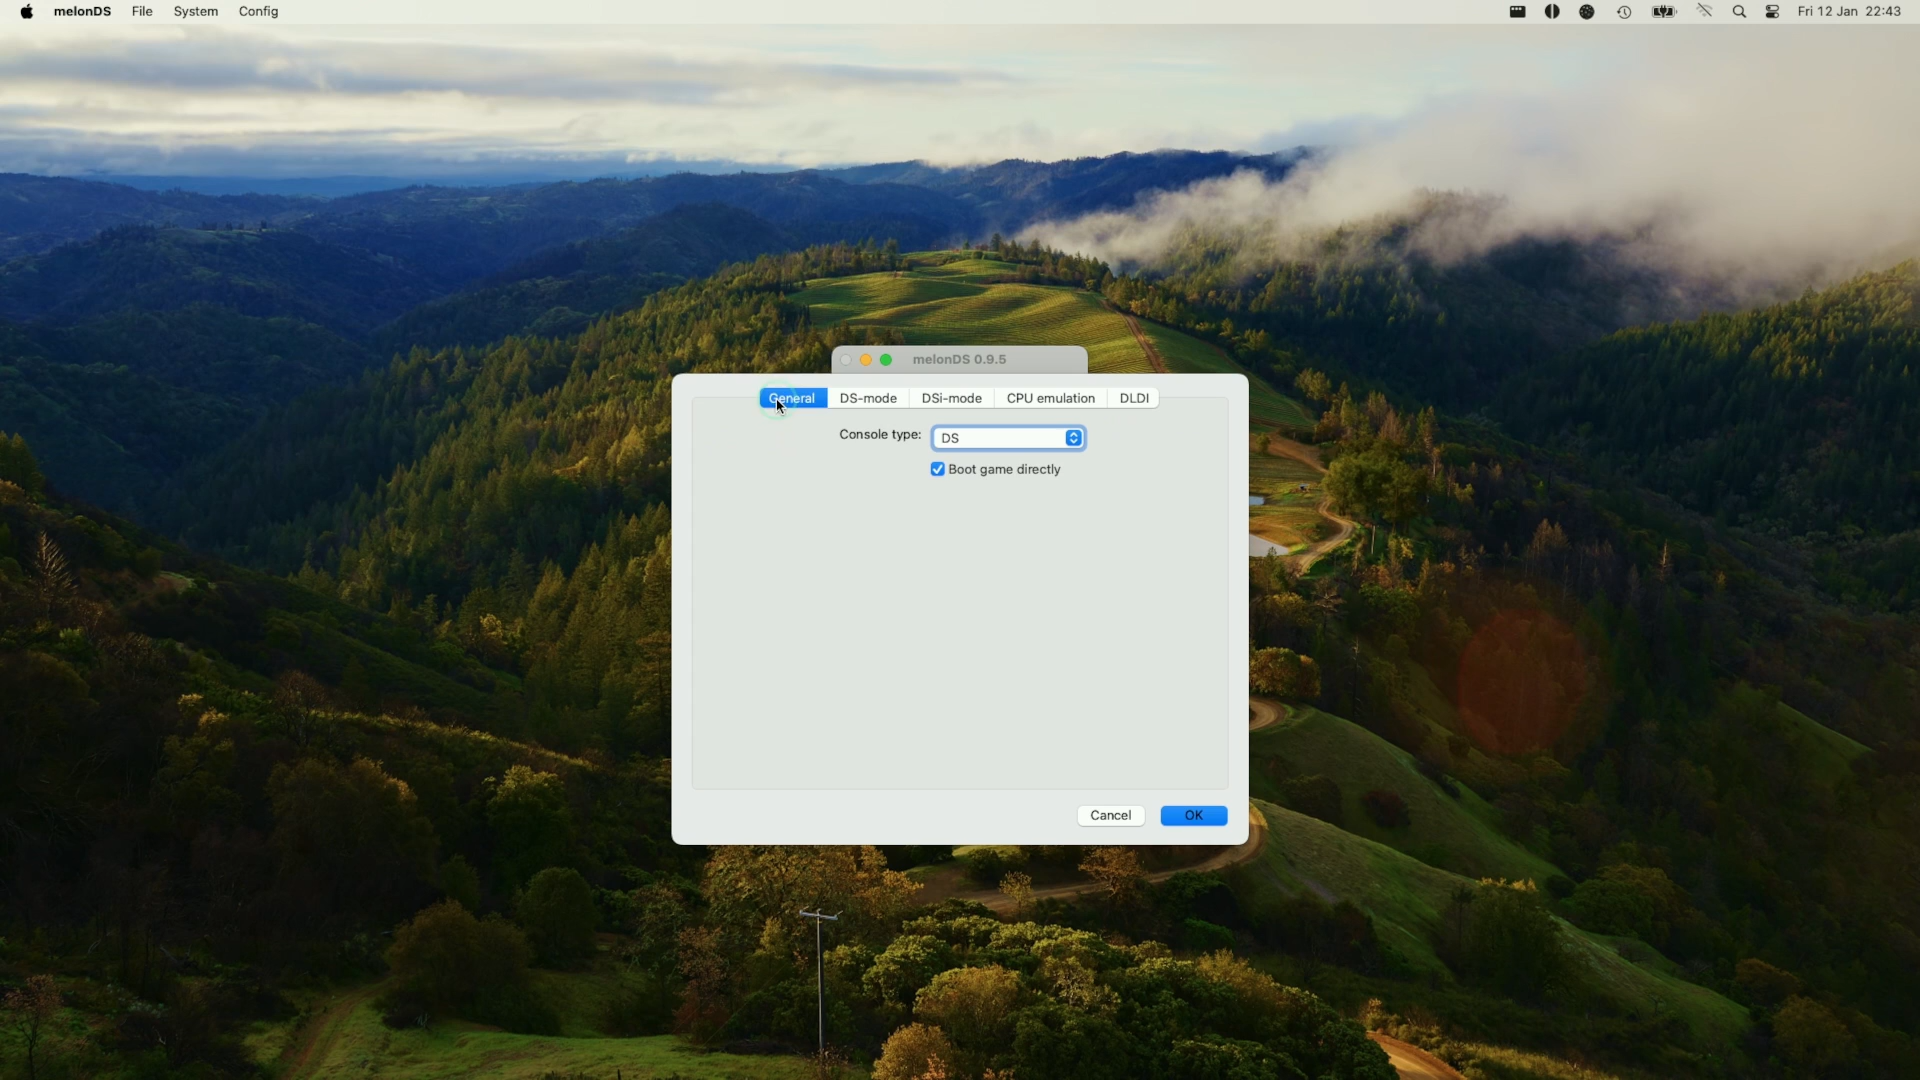 melonDS File System Config Fri 12 Jan 22:43
melonDS 0.9.5
General DS-mode DSi-mode CPU emulation DLDI
Console type: DS
Boot game directly
Cancel OK